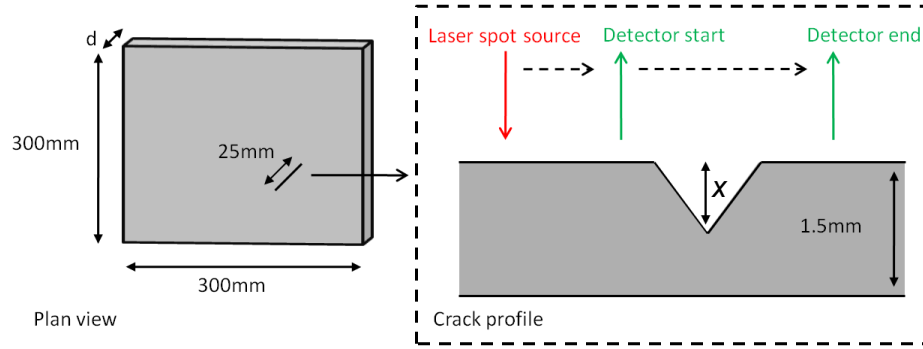 d
300mm
25mm
300mm
Plan view
Laser spot source
Detector start
Detector end
X
1.5mm
Crack profile